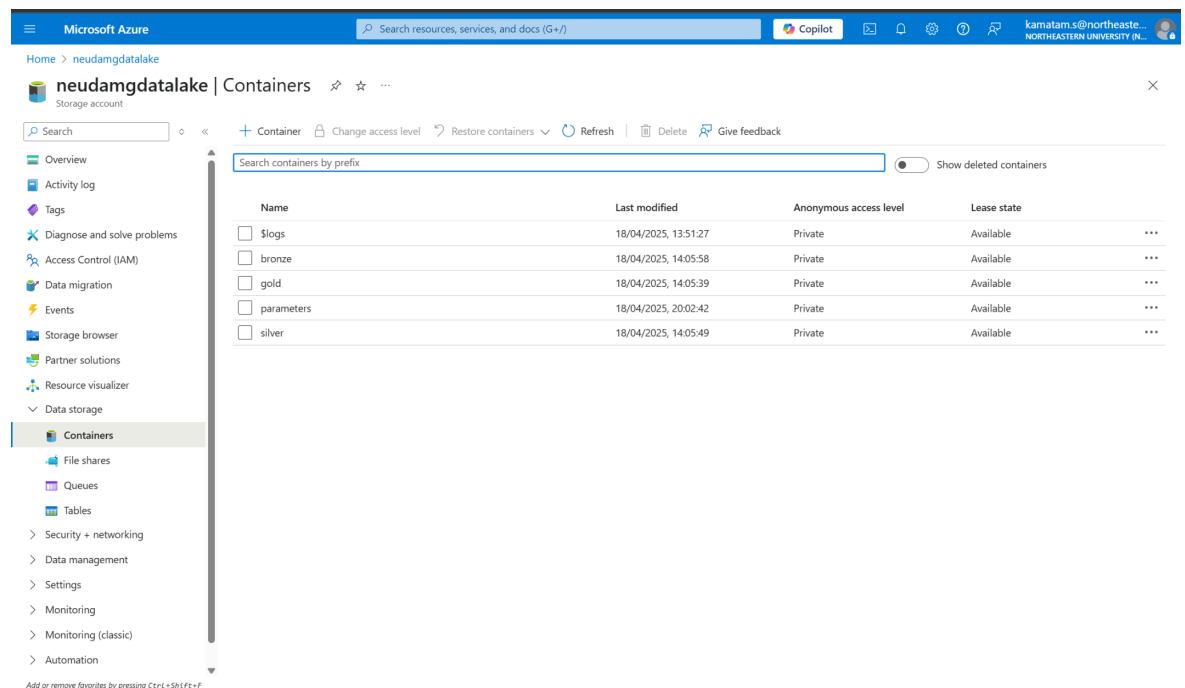 Microsoft Azure
Search resources, services, and docs (G+/)
Copilot
kamatam.s@northeaste...
NORTHEASTERN UNIVERSITY (N...
Home > neudamgdatalake
neudamgdatalake | Containers
Storage account
Search
Container
Change access level
Restore containers
Refresh
Delete
Give feedback
Search containers by prefix
Show deleted containers
Overview
Activity log
Tags
Diagnose and solve problems
Access Control (IAM)
Data migration
Events
Storage browser
Partner solutions
Resource visualizer
Data storage
Containers
File shares
Queues
Tables
Security + networking
Data management
Settings
Monitoring
Monitoring (classic)
Automation
Add or remove favorites by pressing Ctrl+Shift+F
Name Last modified Anonymous access level Lease state
$logs 18/04/2025, 13:51:27 Private Available
bronze 18/04/2025, 14:05:58 Private Available
gold 18/04/2025, 14:05:39 Private Available
parameters 18/04/2025, 20:02:42 Private Available
silver 18/04/2025, 14:05:49 Private Available